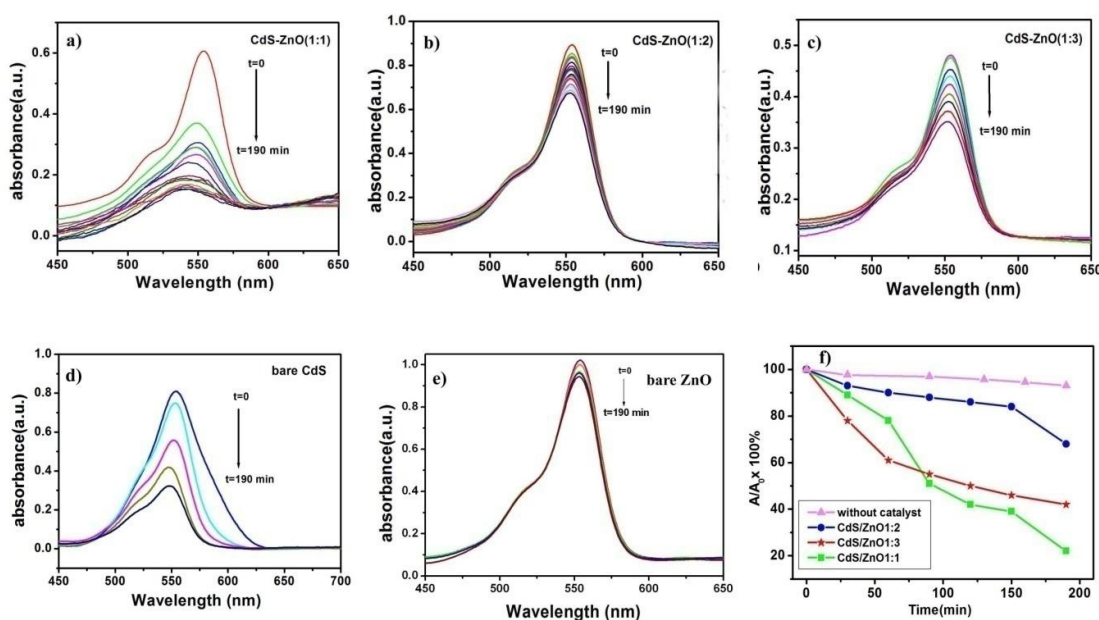 a)
CdS-ZnO(1:1)
t=0
t=190 min
absorbance(a.u.)
0.6
0.4
0.2
0.0
450 500 550 600 650
Wavelength (nm)
b)
CdS-ZnO(1:2)
t=0
t=190 min
absorbance(a.u.)
1.0
0.8
0.6
0.4
0.2
0.0
450 500 550 600 650
Wavelength (nm)
c)
CdS-ZnO(1:3)
t=0
t=190 min
absorbance(a.u.)
0.5
0.4
0.3
0.2
0.1
450 500 550 600 650
Wavelength (nm)
d)
bare CdS
t=0
t=190 min
absorbance(a.u.)
1.0
0.8
0.6
0.4
0.2
0.0
450 500 550 600 650 700
Wavelength (nm)
e)
bare ZnO
t=0
t=190 min
absorbance(a.u.)
1.0
0.8
0.6
0.4
0.2
0.0
450 500 550 600 650
Wavelength (nm)
f)
A/A₀x 100%
100
80
60
40
20
without catalyst
CdS/ZnO1:2
CdS/ZnO1:3
CdS/ZnO1:1
0 50 100 150 200
Time(min)